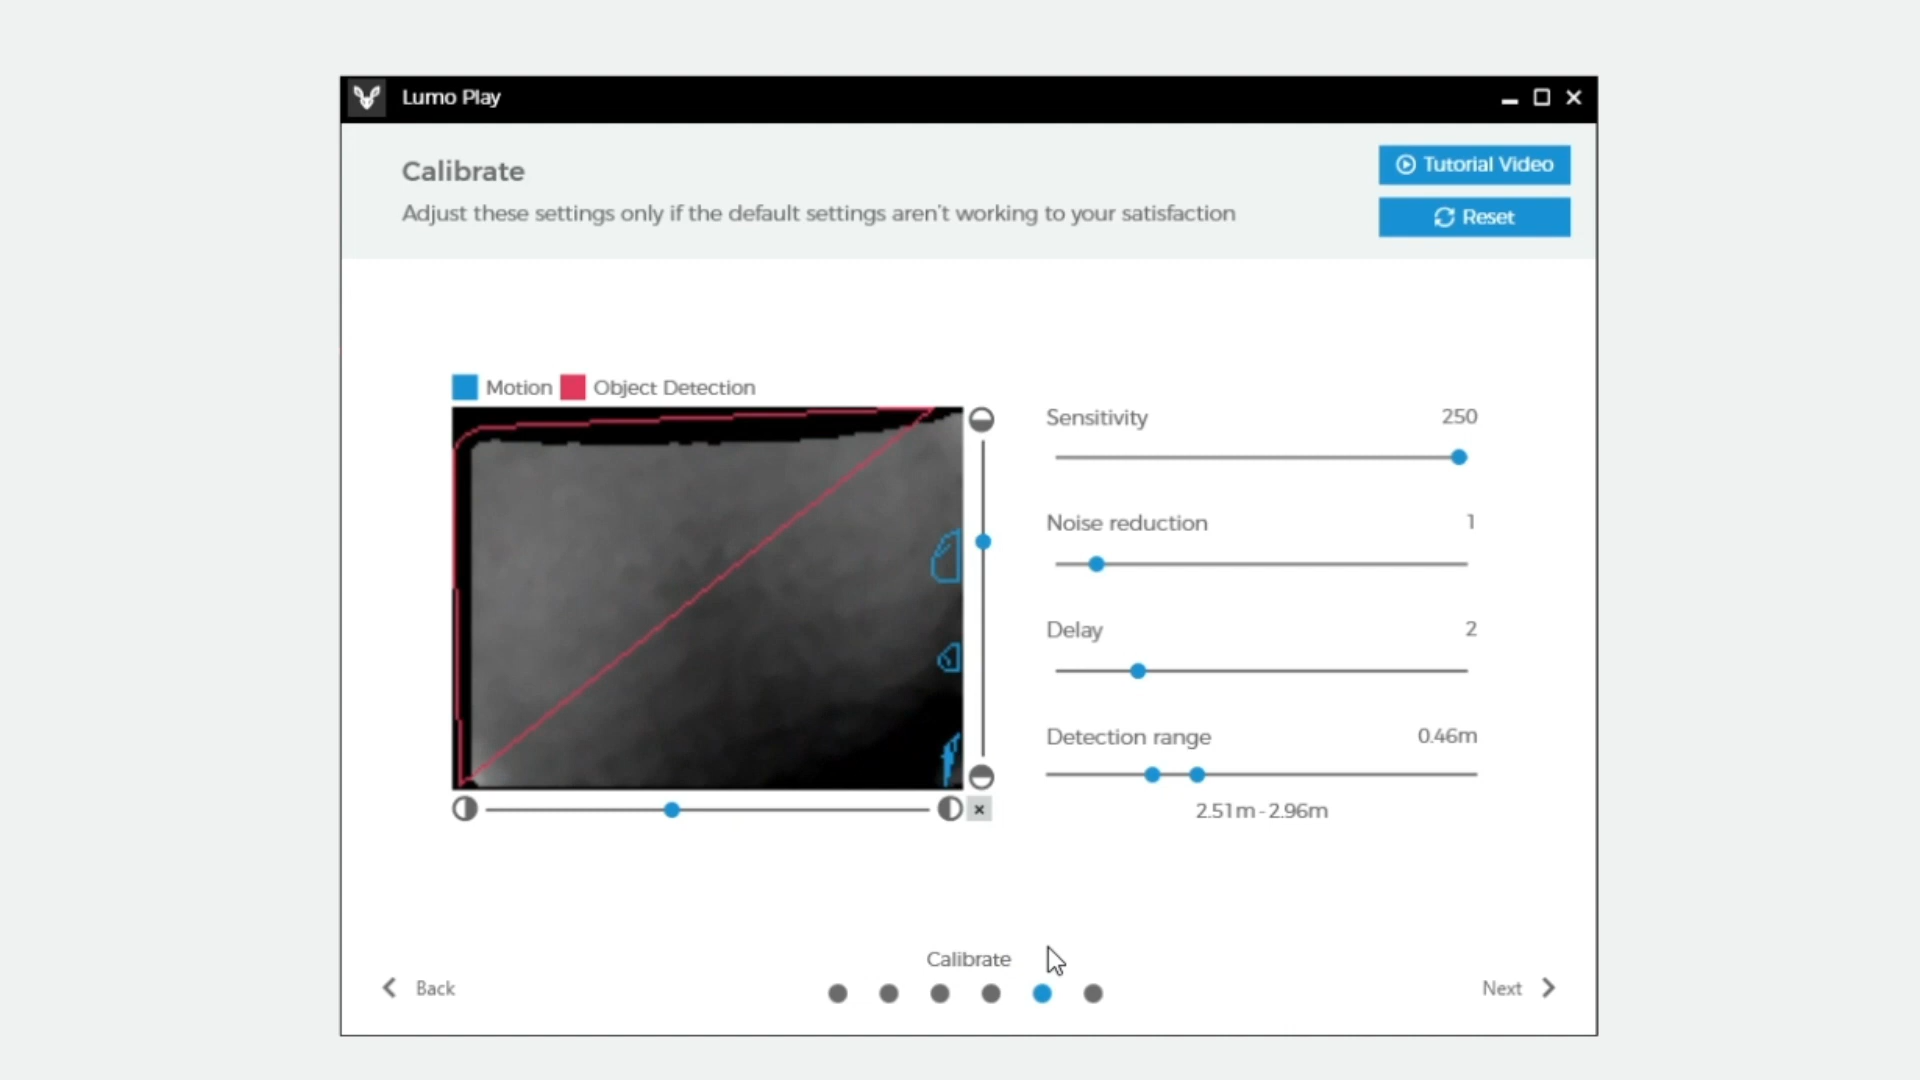 Lumo Play
Calibrate
Adjust these settings only if the default settings aren't working to your satisfaction
Tutorial Video
Reset
Motion
Object Detection
Sensitivity 250
Noise reduction 1
Delay 2
Detection range 0.46m
2.51m - 2.96m
Calibrate
Back
Next